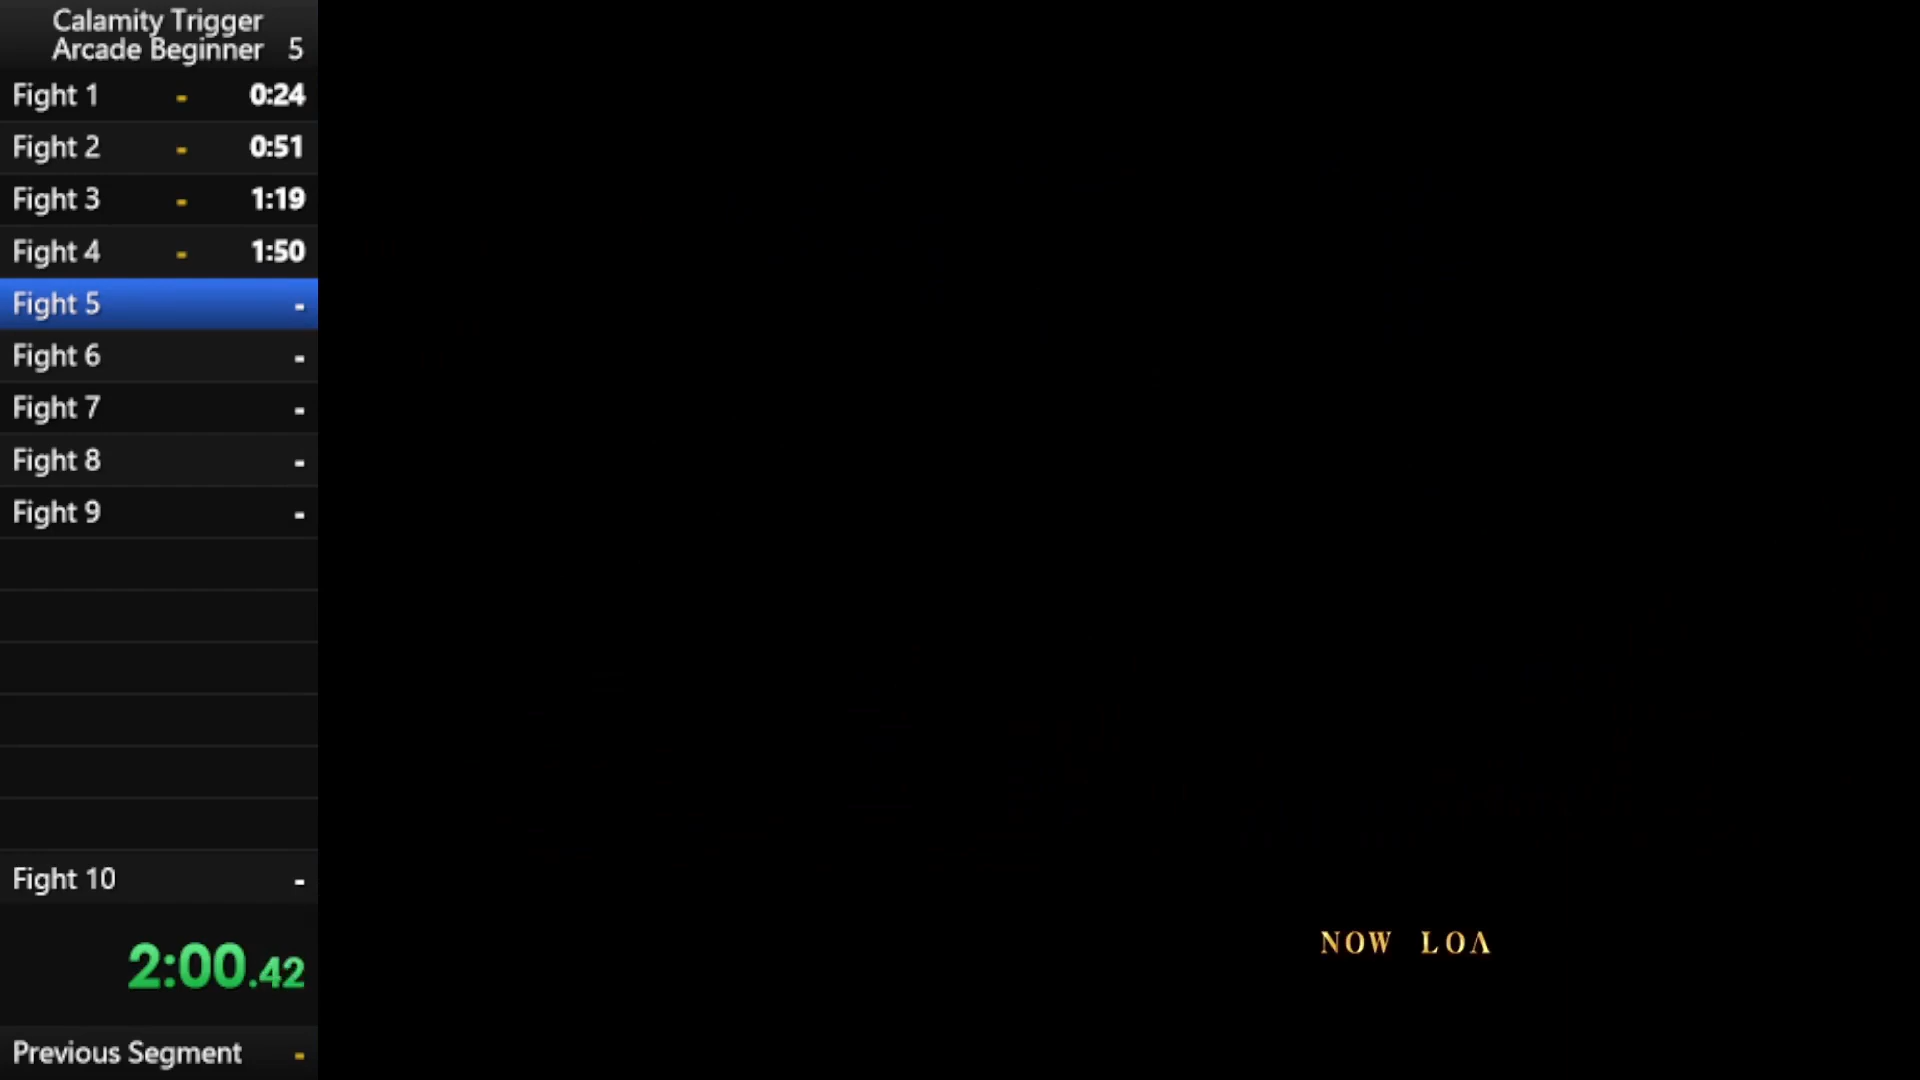 Calamity Trigger
Arcade Beginner 5
Fight 1 - 0:24
Fight 2 - 0:51
Fight 3 - 1:19
Fight 4 - 1:50
Fight 5 -
Fight 6 -
Fight 7 -
Fight 8 -
Fight 9 -
Fight 10 -
NOW LOA
2:00.42
Previous Segment -